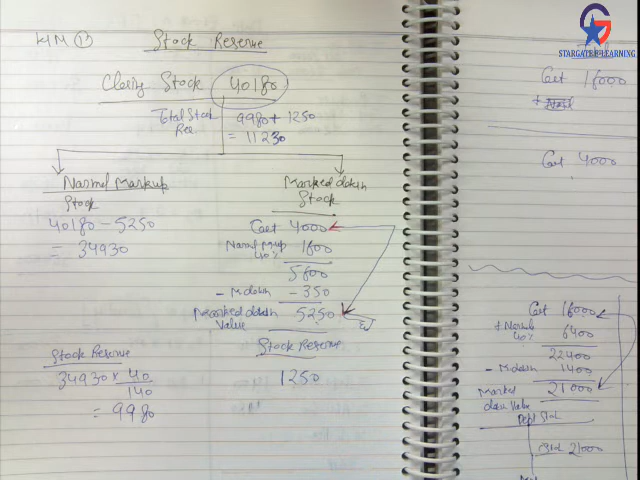 Stock Reserve
Closing Stock 40180
Total Stock 9980 + 1250
Res. = 11230
Normal Markup
Stock
40180 - 5250
= 34930
Stock Reserve
34930 x 40
140
= 9980
Marked down
Stock
Cost 4000
Normal Mup 1600
40%
5600
- Mdown - 350
Marked down 5250
Value
Stock Reserve
1250
STARGATE LEARNING
Cost 16000
+
Cost 4000
Cost 16000
+ Normal 6400
40%
22400
- Mdown 1400
Marked 21000
down Value
21000